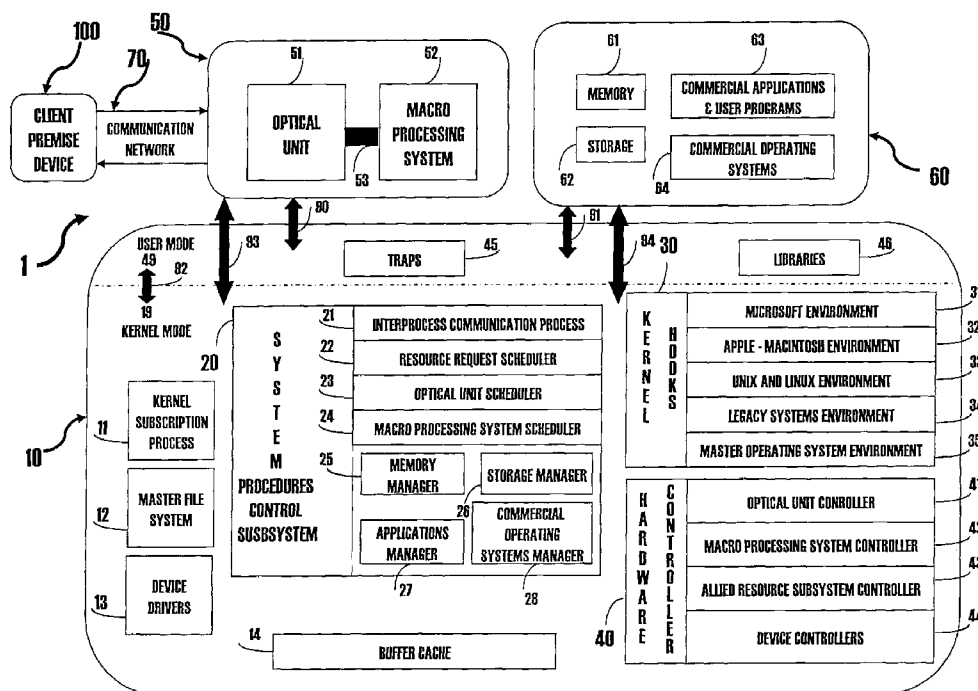 100
70
50
51
52
CLIENT
PREMISE
DEVICE
COMMUNICATION
NETWORK
OPTICAL
UNIT
MACRO
PROCESSING
SYSTEM
53
61
63
MEMORY
COMMERCIAL APPLICATIONS
& USER PROGRAMS
STORAGE
COMMERCIAL OPERATING
SYSTEMS
62
64
60
1
USER MODE
49
82
19
KERNEL MODE
83
80
81
84
TRAPS
45
LIBRARIES
46
10
20
SYSTEM
PROCEDURES
CONTROL
SUSBSYSTEM
21
INTERPROCESS COMMUNICATION PROCESS
22
RESOURCE REQUEST SCHEDULER
23
OPTICAL UNIT SCHEDULER
24
MACRO PROCESSING SYSTEM SCHEDULER
25
MEMORY
MANAGER
26
STORAGE MANAGER
APPLICATIONS
MANAGER
27
COMMERCIAL
OPERATING
SYSTEMS MANAGER
28
11
KERNEL
SUBSCRIPTION
PROCESS
12
MASTER FILE
SYSTEM
13
DEVICE
DRIVERS
14
BUFFER CACHE
30
KERNEL
HOOKS
MICROSOFT ENVIRONMENT
APPLE - MACINTOSH ENVIRONMENT
32
UNIX AND LINUX ENVIRONMENT
LEGACY SYSTEMS ENVIRONMENT
MASTER OPERATING SYSTEM ENVIRONMENT
40
HARDWARE
CONTROLLER
OPTICAL UNIT CONROLLER
MACRO PROCESSING SYSTEM CONTROLLER
ALLIED RESOURCE SUBSYSTEM CONTROLLER
DEVICE CONTROLLERS